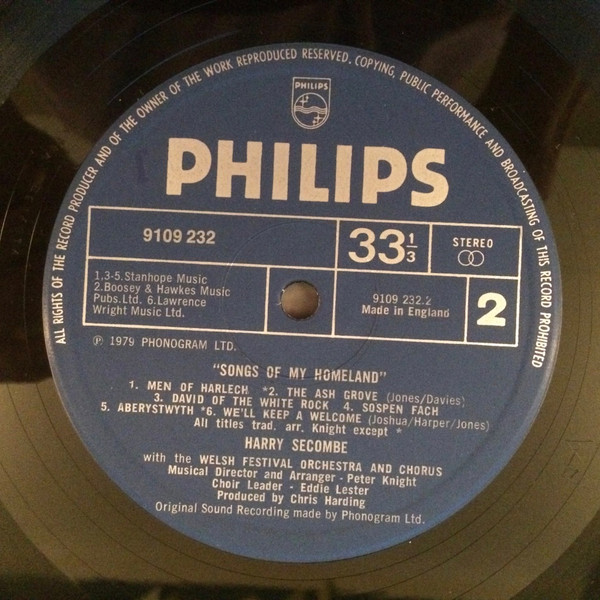 ALL RIGHTS OF THE RECORD PRODUCER AND OF THE OWNER OF THE WORK REPRODUCED RESERVED. COPYING, PUBLIC PERFORMANCE AND BROADCASTING OF THIS RECORD PROHIBITED
PHILIPS
PHILIPS
9109 232
33 1/3
STEREO
1,3-5.Stanhope Music
2.Boosey & Hawkes Music
Pubs.Ltd. 6.Lawrence
Wright Music Ltd.
9109 232.2
Made in England
2
℗ 1979 PHONOGRAM LTD.
"SONGS OF MY HOMELAND"
1. MEN OF HARLECH *2. THE ASH GROVE (Jones/Davies)
3. DAVID OF THE WHITE ROCK 4. SOSPEN FACH
5. ABERYSTWYTH *6. WE'LL KEEP A WELCOME (Joshua/Harper/Jones)
All titles trad. arr. Knight except *
HARRY SECOMBE
with the WELSH FESTIVAL ORCHESTRA AND CHORUS
Musical Director and Arranger - Peter Knight
Choir Leader - Eddie Lester
Produced by Chris Harding
Original Sound Recording made by Phonogram Ltd.